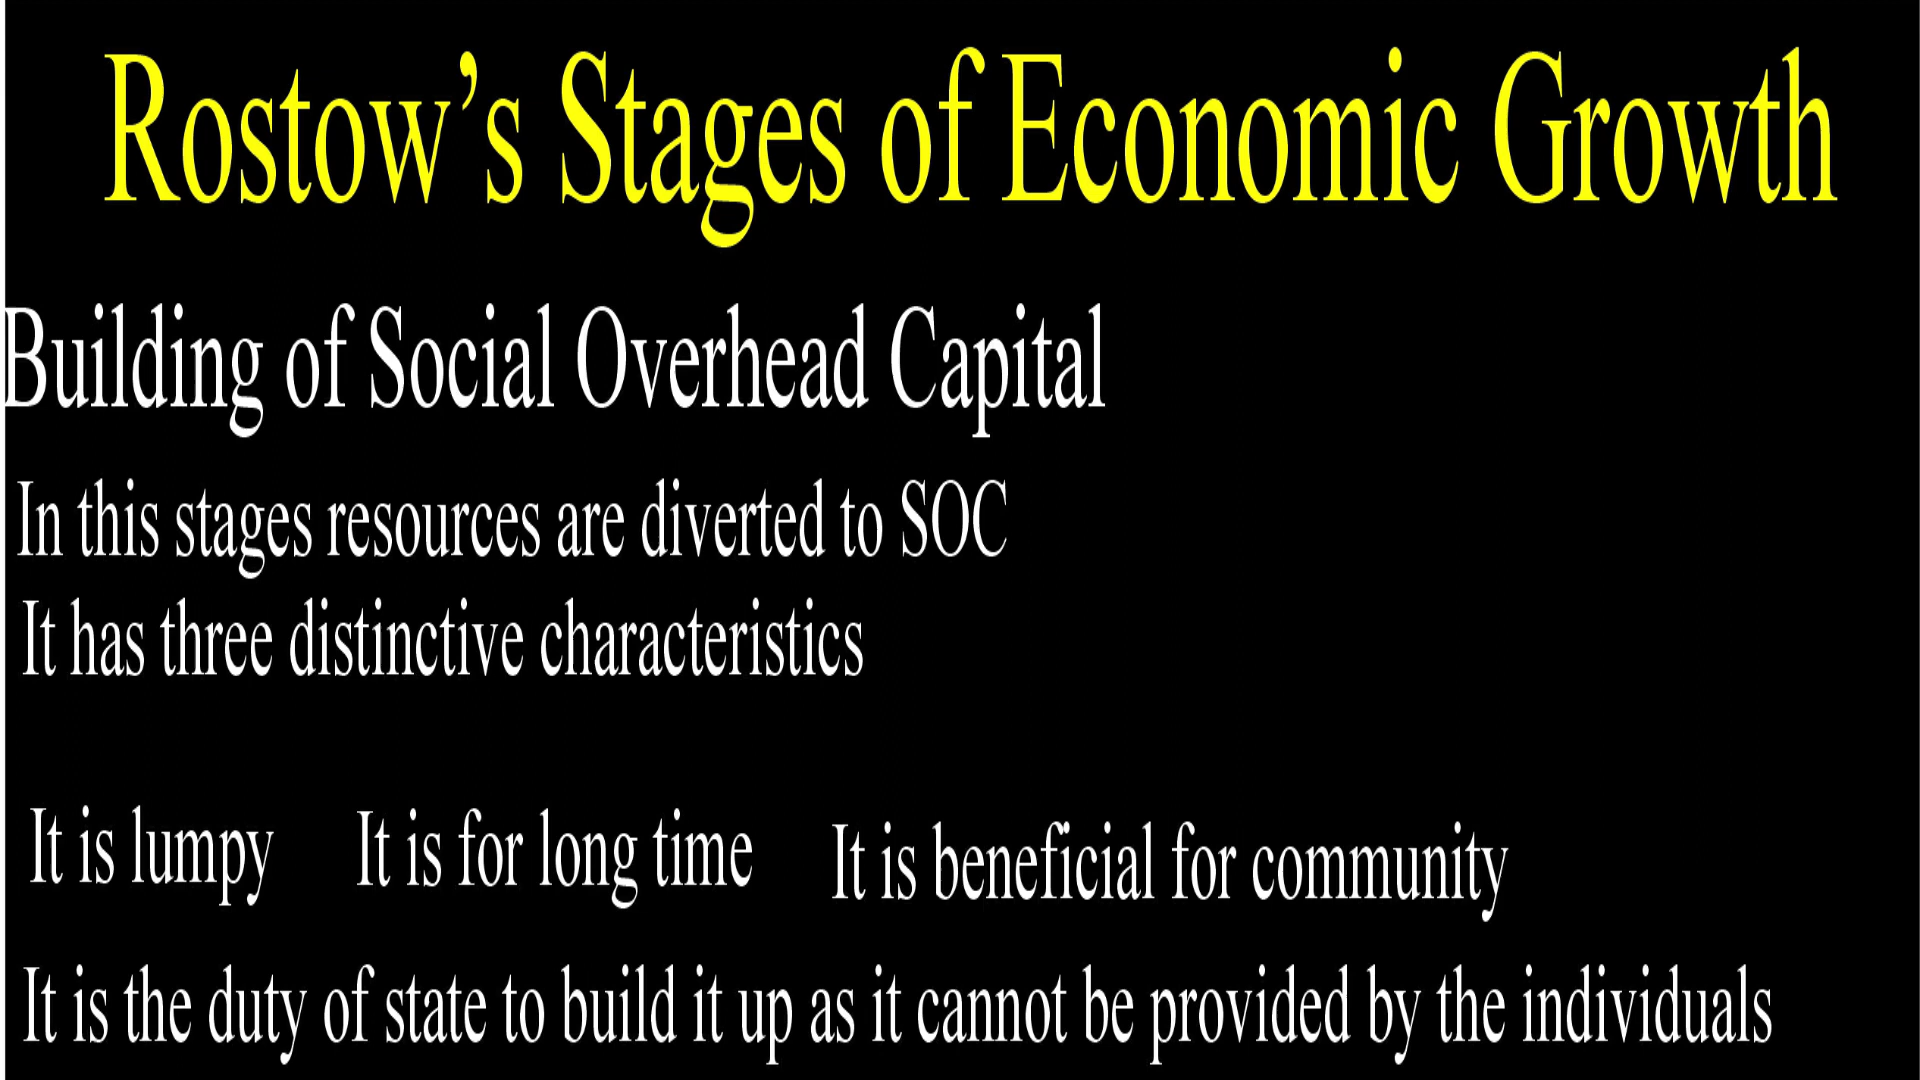 Rostow’s Stages of Economic Growth
Building of Social Overhead Capital
In this stages resources are diverted to SOC
It has three distinctive characteristics
It is lumpy It is for long time It is beneficial for community
It is the duty of state to build it up as it cannot be provided by the individuals